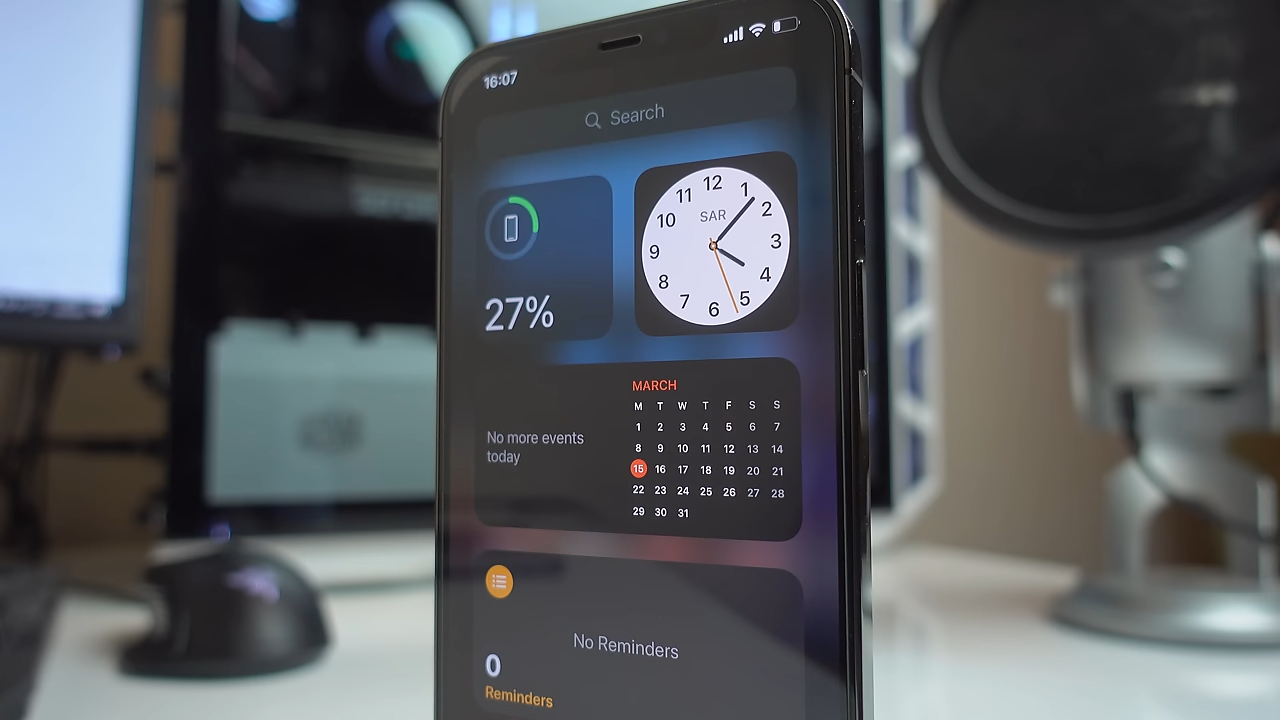 16:07
Search
27%
12
11
1
10
SAR
2
9
3
8
4
7
5
6
MARCH
M T W T F S S
1 2 3 4 5 6 7
8 9 10 11 12 13 14
No more events
today
15 16 17 18 19 20 21
22 23 24 25 26 27 28
29 30 31
No Reminders
0
Reminders